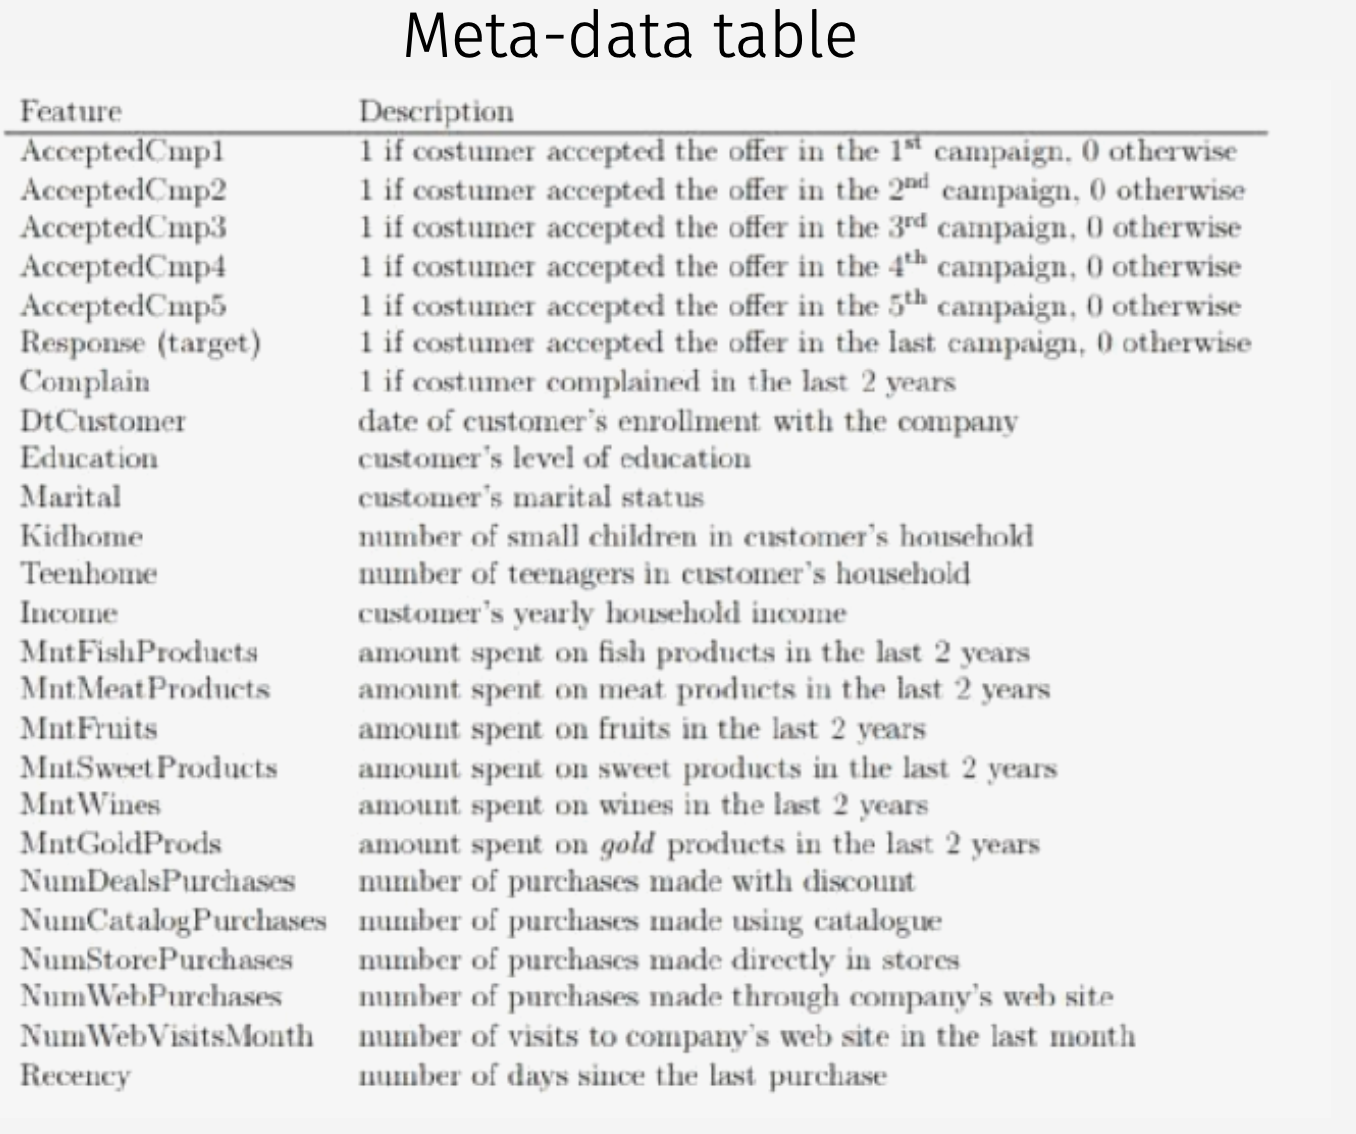 Meta-data table
Feature Description
AcceptedCmp1 1 if costumer accepted the offer in the 1st campaign, 0 otherwise
AcceptedCmp2 1 if costumer accepted the offer in the 2nd campaign, 0 otherwise
AcceptedCmp3 1 if costumer accepted the offer in the 3rd campaign, 0 otherwise
AcceptedCmp4 1 if costumer accepted the offer in the 4th campaign, 0 otherwise
AcceptedCmp5 1 if costumer accepted the offer in the 5th campaign, 0 otherwise
Response (target) 1 if costumer accepted the offer in the last campaign, 0 otherwise
Complain 1 if costumer complained in the last 2 years
DtCustomer date of customer's enrollment with the company
Education customer's level of education
Marital customer's marital status
Kidhome number of small children in customer's household
Teenhome number of teenagers in customer's household
Income customer's yearly household income
MntFishProducts amount spent on fish products in the last 2 years
MntMeatProducts amount spent on meat products in the last 2 years
MntFruits amount spent on fruits in the last 2 years
MntSweetProducts amount spent on sweet products in the last 2 years
MntWines amount spent on wines in the last 2 years
MntGoldProds amount spent on gold products in the last 2 years
NumDealsPurchases number of purchases made with discount
NumCatalogPurchases number of purchases made using catalogue
NumStorePurchases number of purchases made directly in stores
NumWebPurchases number of purchases made through company's web site
NumWebVisitsMonth number of visits to company's web site in the last month
Recency number of days since the last purchase